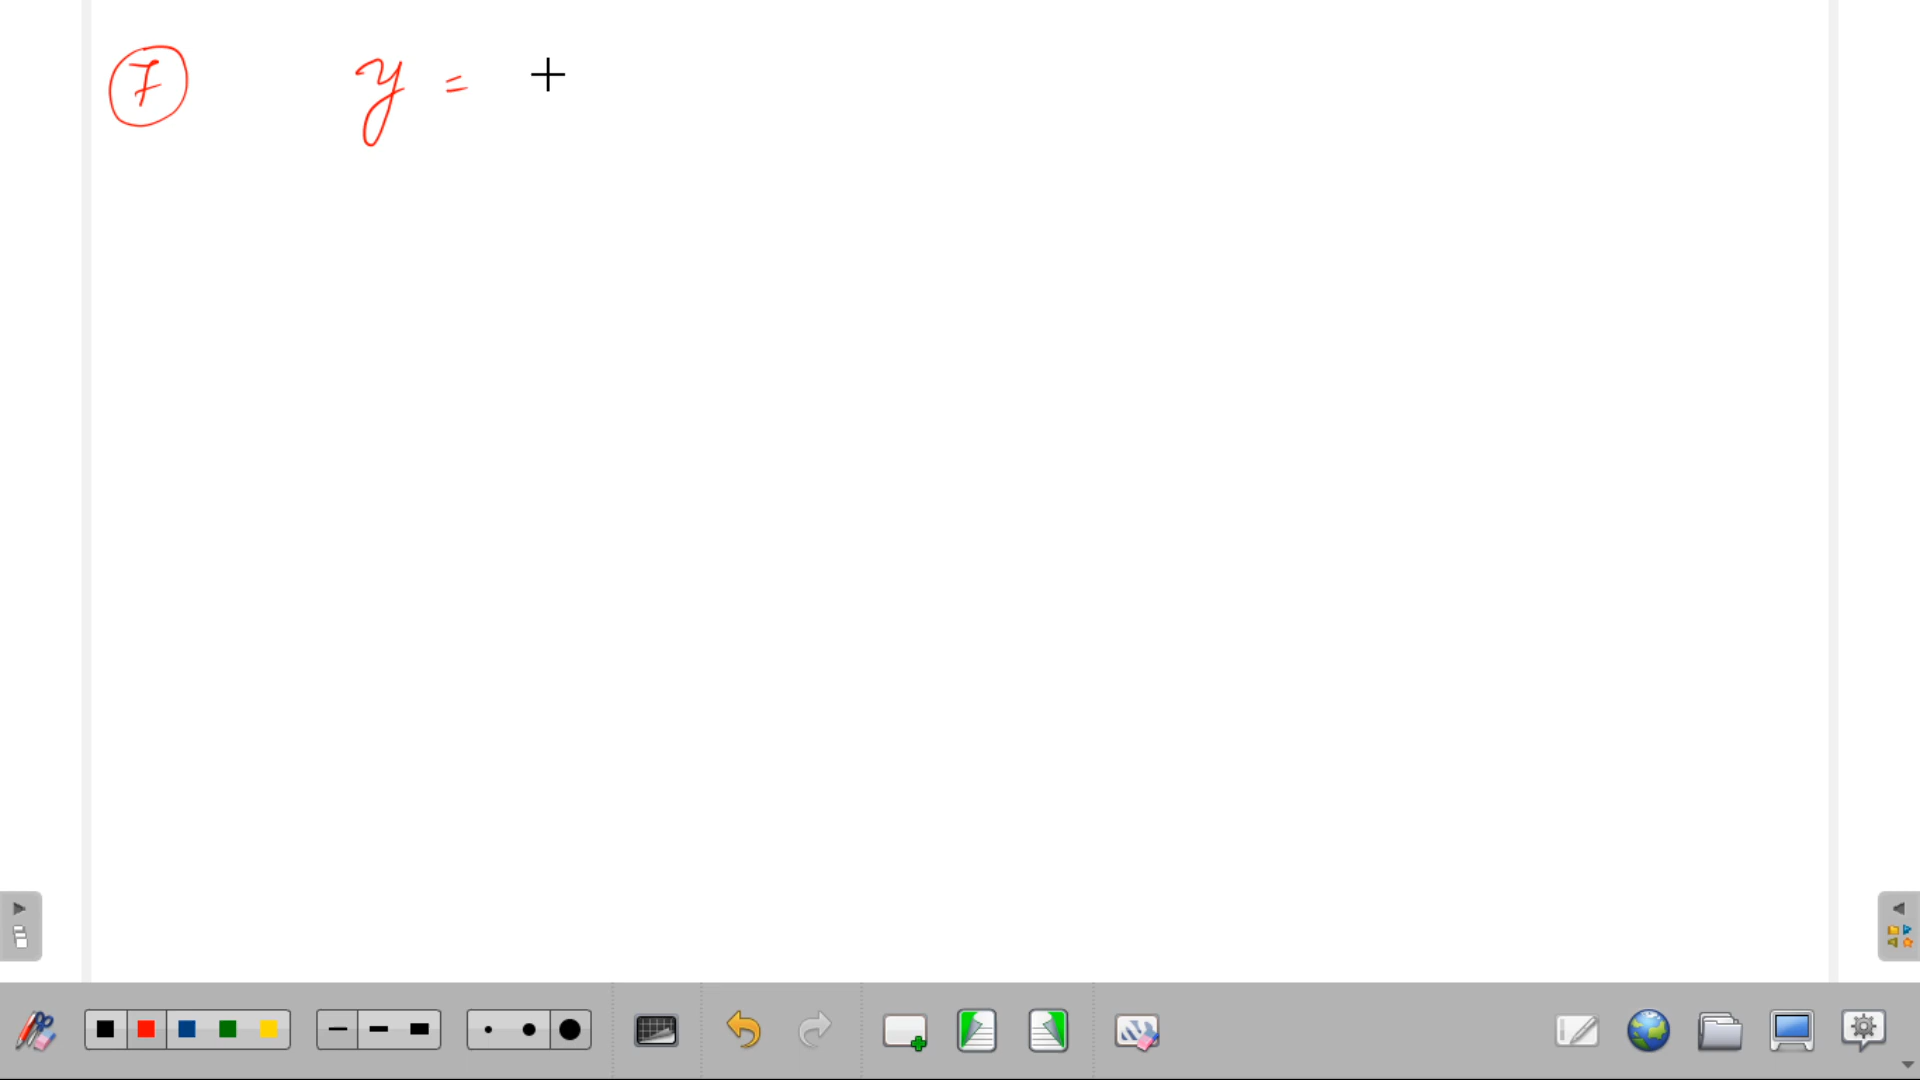 7 y =